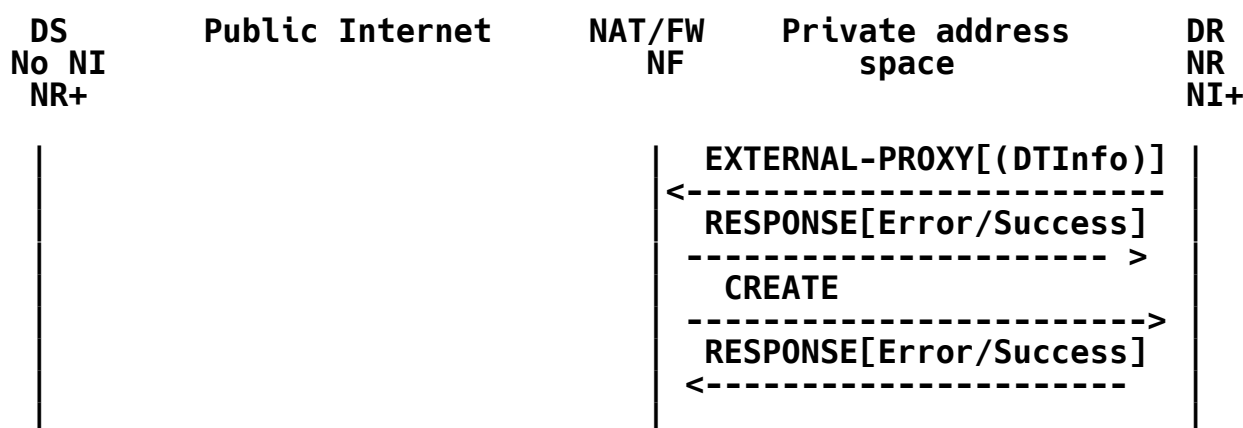 DS Public Internet NAT/FW Private address DR
No NI NF space NR
NR+ NI+
| | EXTERNAL-PROXY[(DTInfo)] |
| |<------------------------- |
| | RESPONSE[Error/Success] |
| | ---------------------- > |
| | CREATE |
| | ------------------------> |
| | RESPONSE[Error/Success] |
| | <---------------------- |
| | |